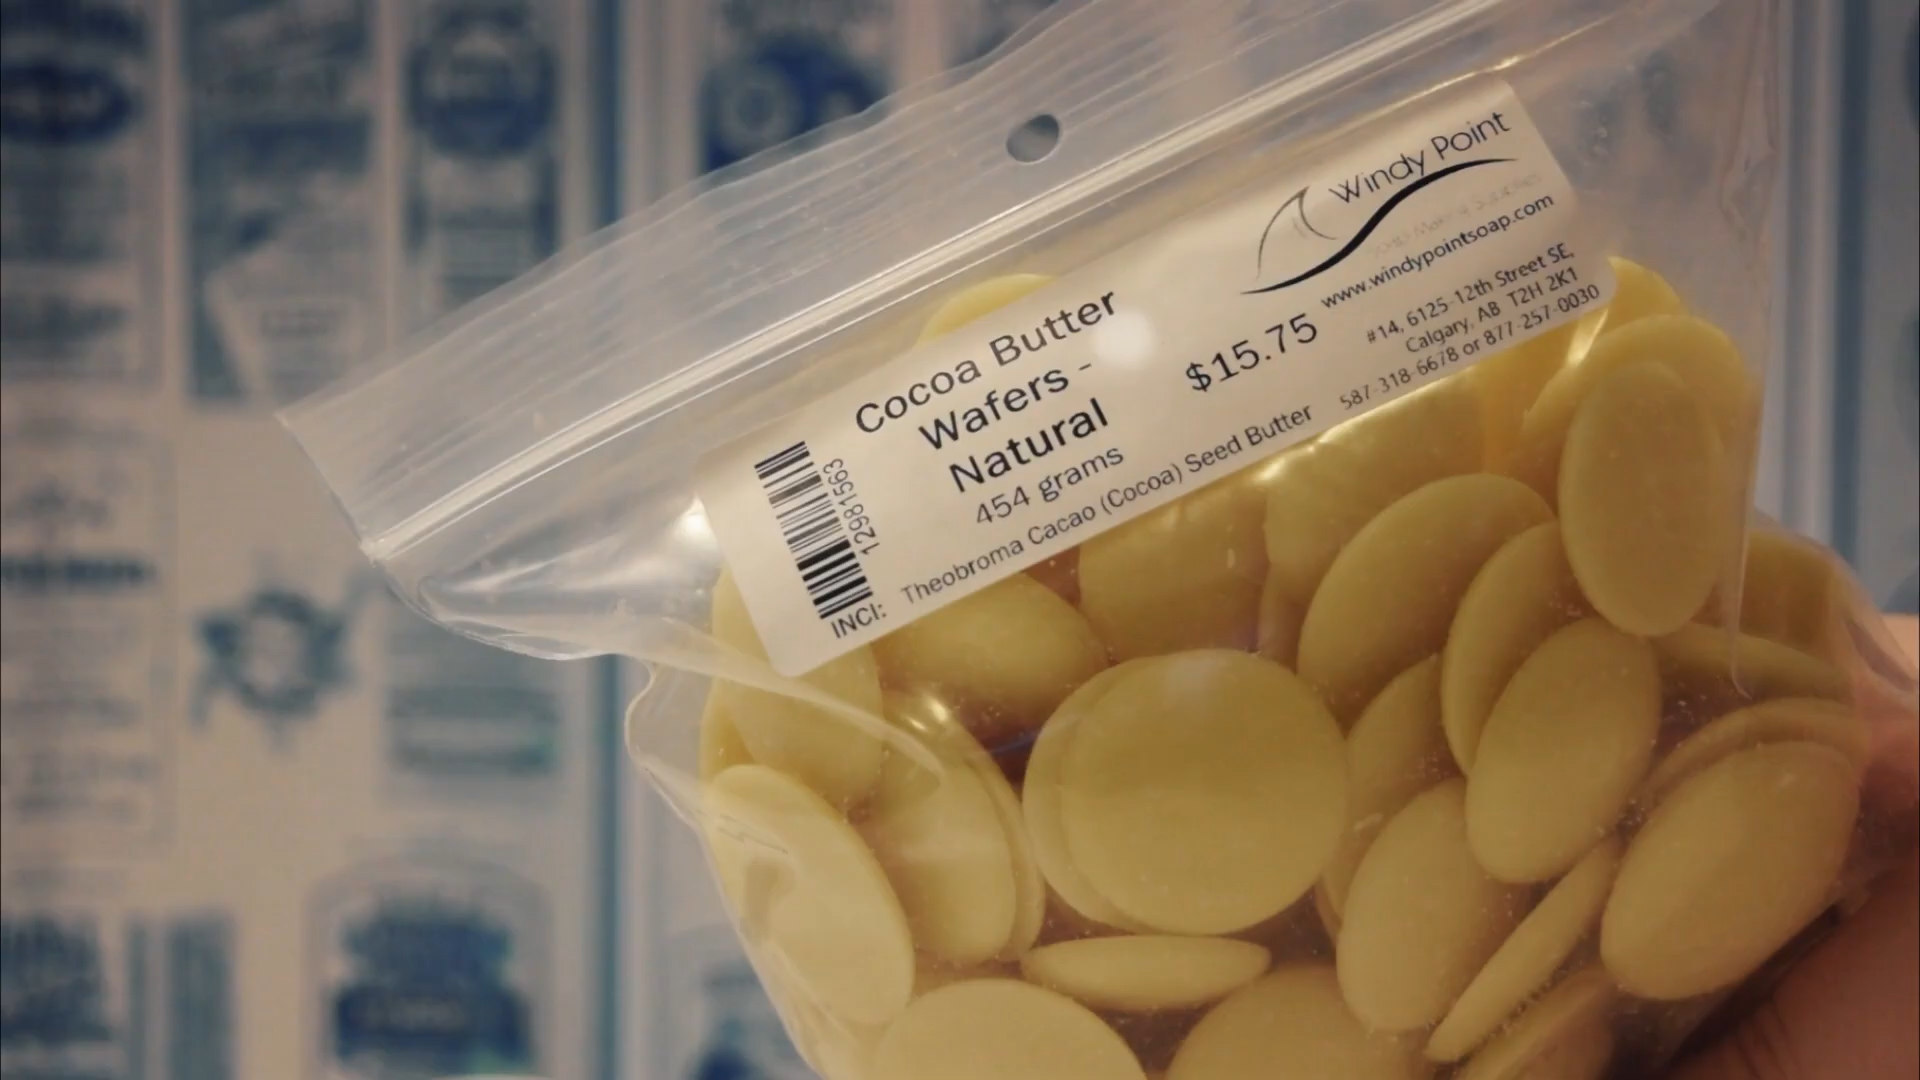 Windy Point
www.windypointsoap.com
#14, 6125-12th Street SE,
Calgary, AB T2H 2K1
587-318-6678 or 877-257-0030
Cocoa Butter
Wafers -
Natural
454 grams
$15.75
12981563
INCI: Theobroma Cacao (Cocoa) Seed Butter